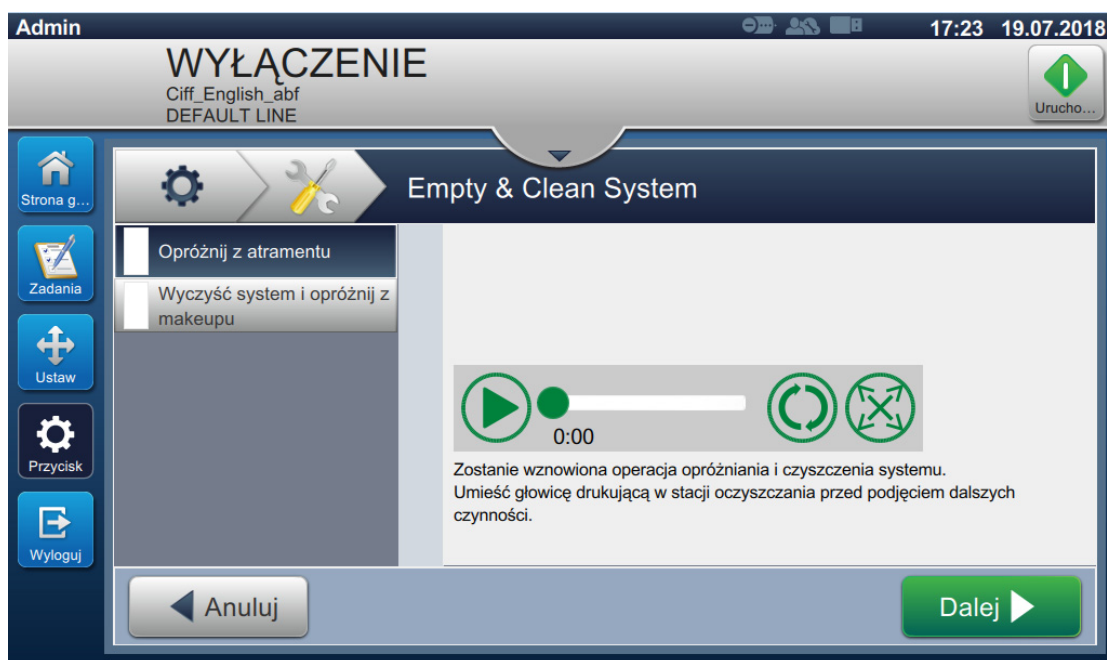 Admin
17:23 19.07.2018
WYŁĄCZENIE
Ciff_English_abf
DEFAULT LINE
Urucho...
Strona g...
Zadania
Ustaw
Przycisk
Wyloguj
Empty & Clean System
Opróżnij z atramentu
Wyczyść system i opróżnij z
makeupu
0:00
Zostanie wznowiona operacja opróżniania i czyszczenia systemu.
Umieść głowicę drukującą w stacji oczyszczania przed podjęciem dalszych
czynności.
Anuluj
Dalej